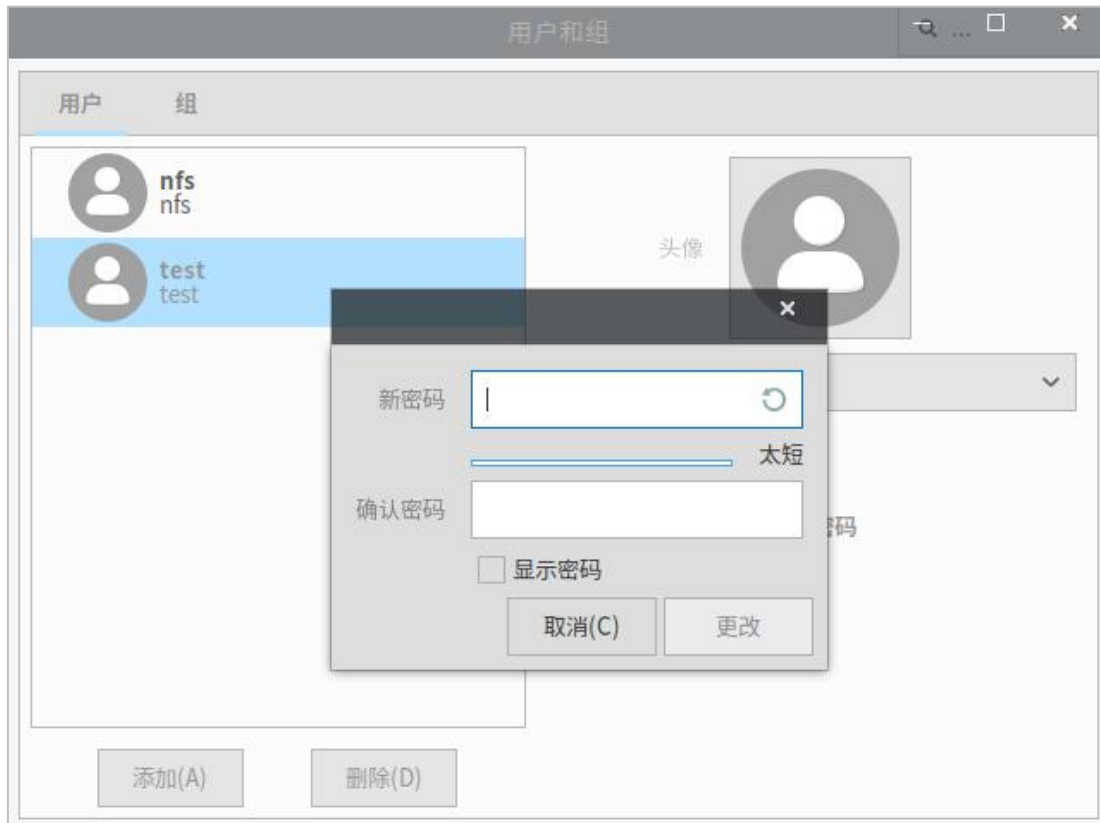 用户和组
...
用户 组
nfs
nfs
头像
test
test
新密码
太短
确认密码
密码
显示密码
取消(C) 更改
添加(A) 删除(D)